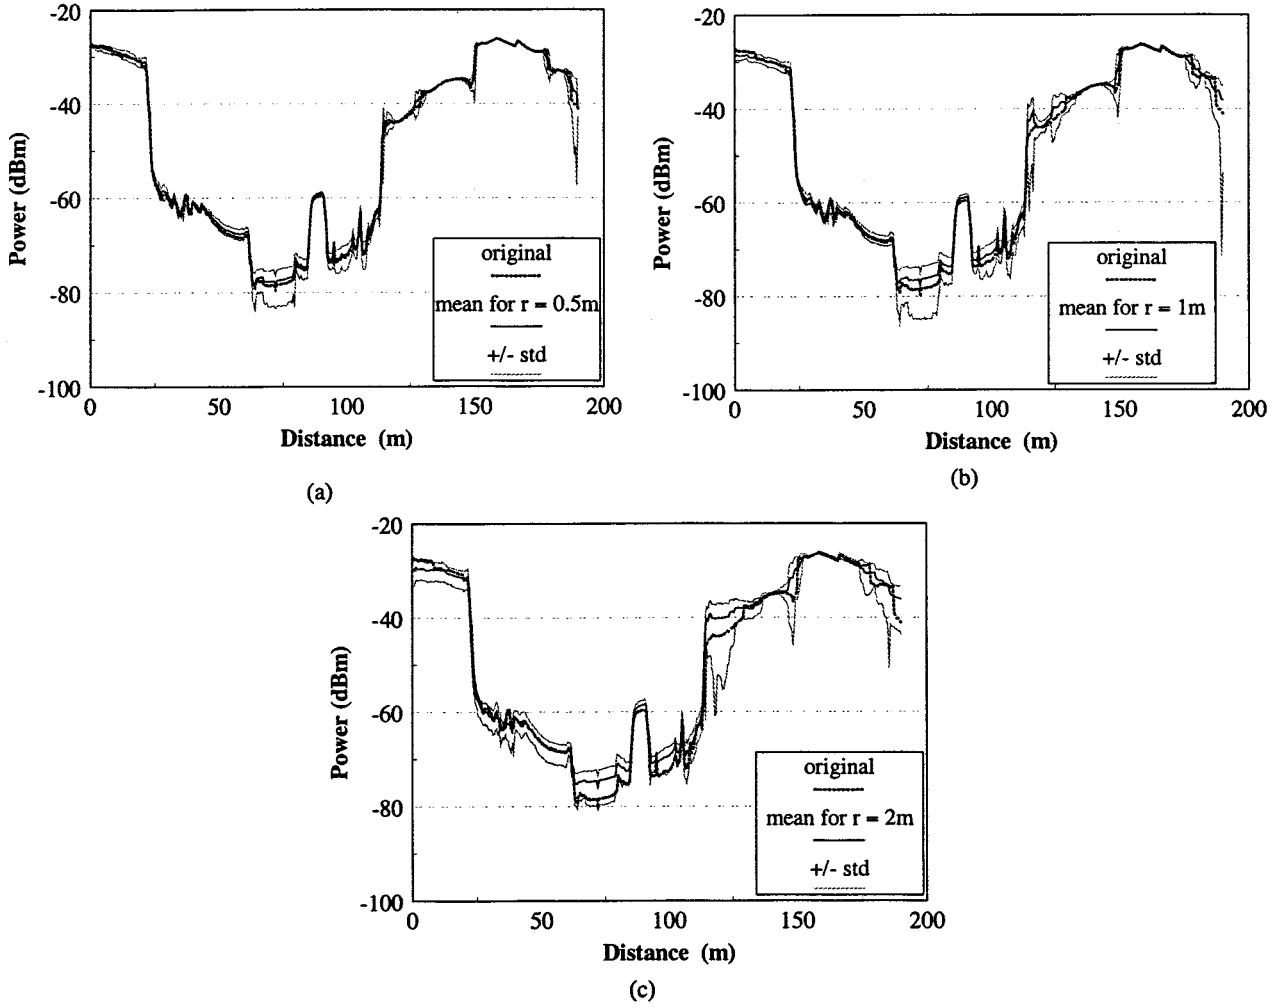 -20
-40
-60
-80
-100
Power (dBm)
0
50
100
150
200
Distance (m)
original
mean for r = 0.5m
+/- std
(a)
-20
-40
-60
-80
-100
Power (dBm)
0
50
100
150
200
Distance (m)
original
mean for r = 1m
+/- std
(b)
-20
-40
-60
-80
-100
Power (dBm)
0
50
100
150
200
Distance (m)
original
mean for r = 2m
+/- std
(c)